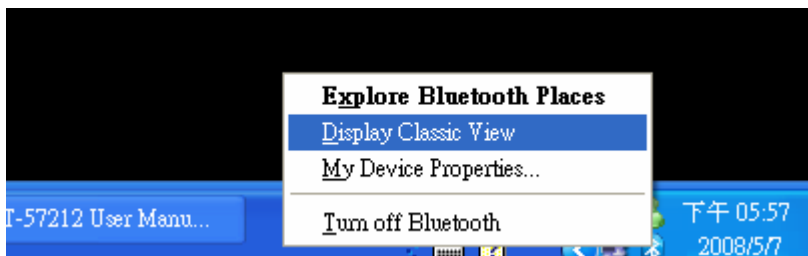 Explore Bluetooth Places
Display Classic View
My Device Properties...
Turn off Bluetooth
T-57212 User Manu...
下午 05:57
2008/5/7